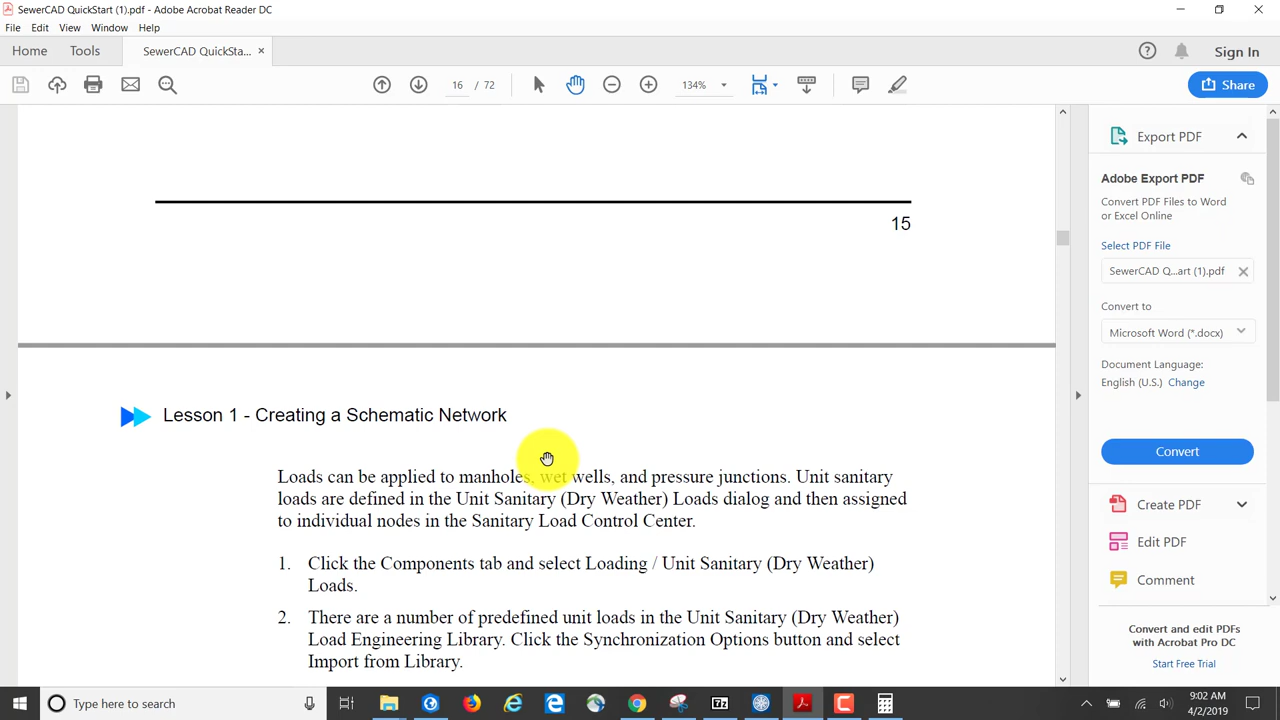 SewerCAD QuickStart (1).pdf - Adobe Acrobat Reader DC
File Edit View Window Help
Home Tools SewerCAD QuickSta... × Sign In
16 / 72 134% Share
15
Lesson 1 - Creating a Schematic Network
Loads can be applied to manholes, wet wells, and pressure junctions. Unit sanitary
loads are defined in the Unit Sanitary (Dry Weather) Loads dialog and then assigned
to individual nodes in the Sanitary Load Control Center.
1. Click the Components tab and select Loading / Unit Sanitary (Dry Weather)
Loads.
2. There are a number of predefined unit loads in the Unit Sanitary (Dry Weather)
Load Engineering Library. Click the Synchronization Options button and select
Import from Library.
Export PDF
Adobe Export PDF
Convert PDF Files to Word
or Excel Online
Select PDF File
SewerCAD Q...art (1).pdf
Convert to
Microsoft Word (*.docx)
Document Language:
English (U.S.) Change
Convert
Create PDF
Edit PDF
Comment
Convert and edit PDFs
with Acrobat Pro DC
Start Free Trial
Type here to search
7z
9:02 AM
4/2/2019